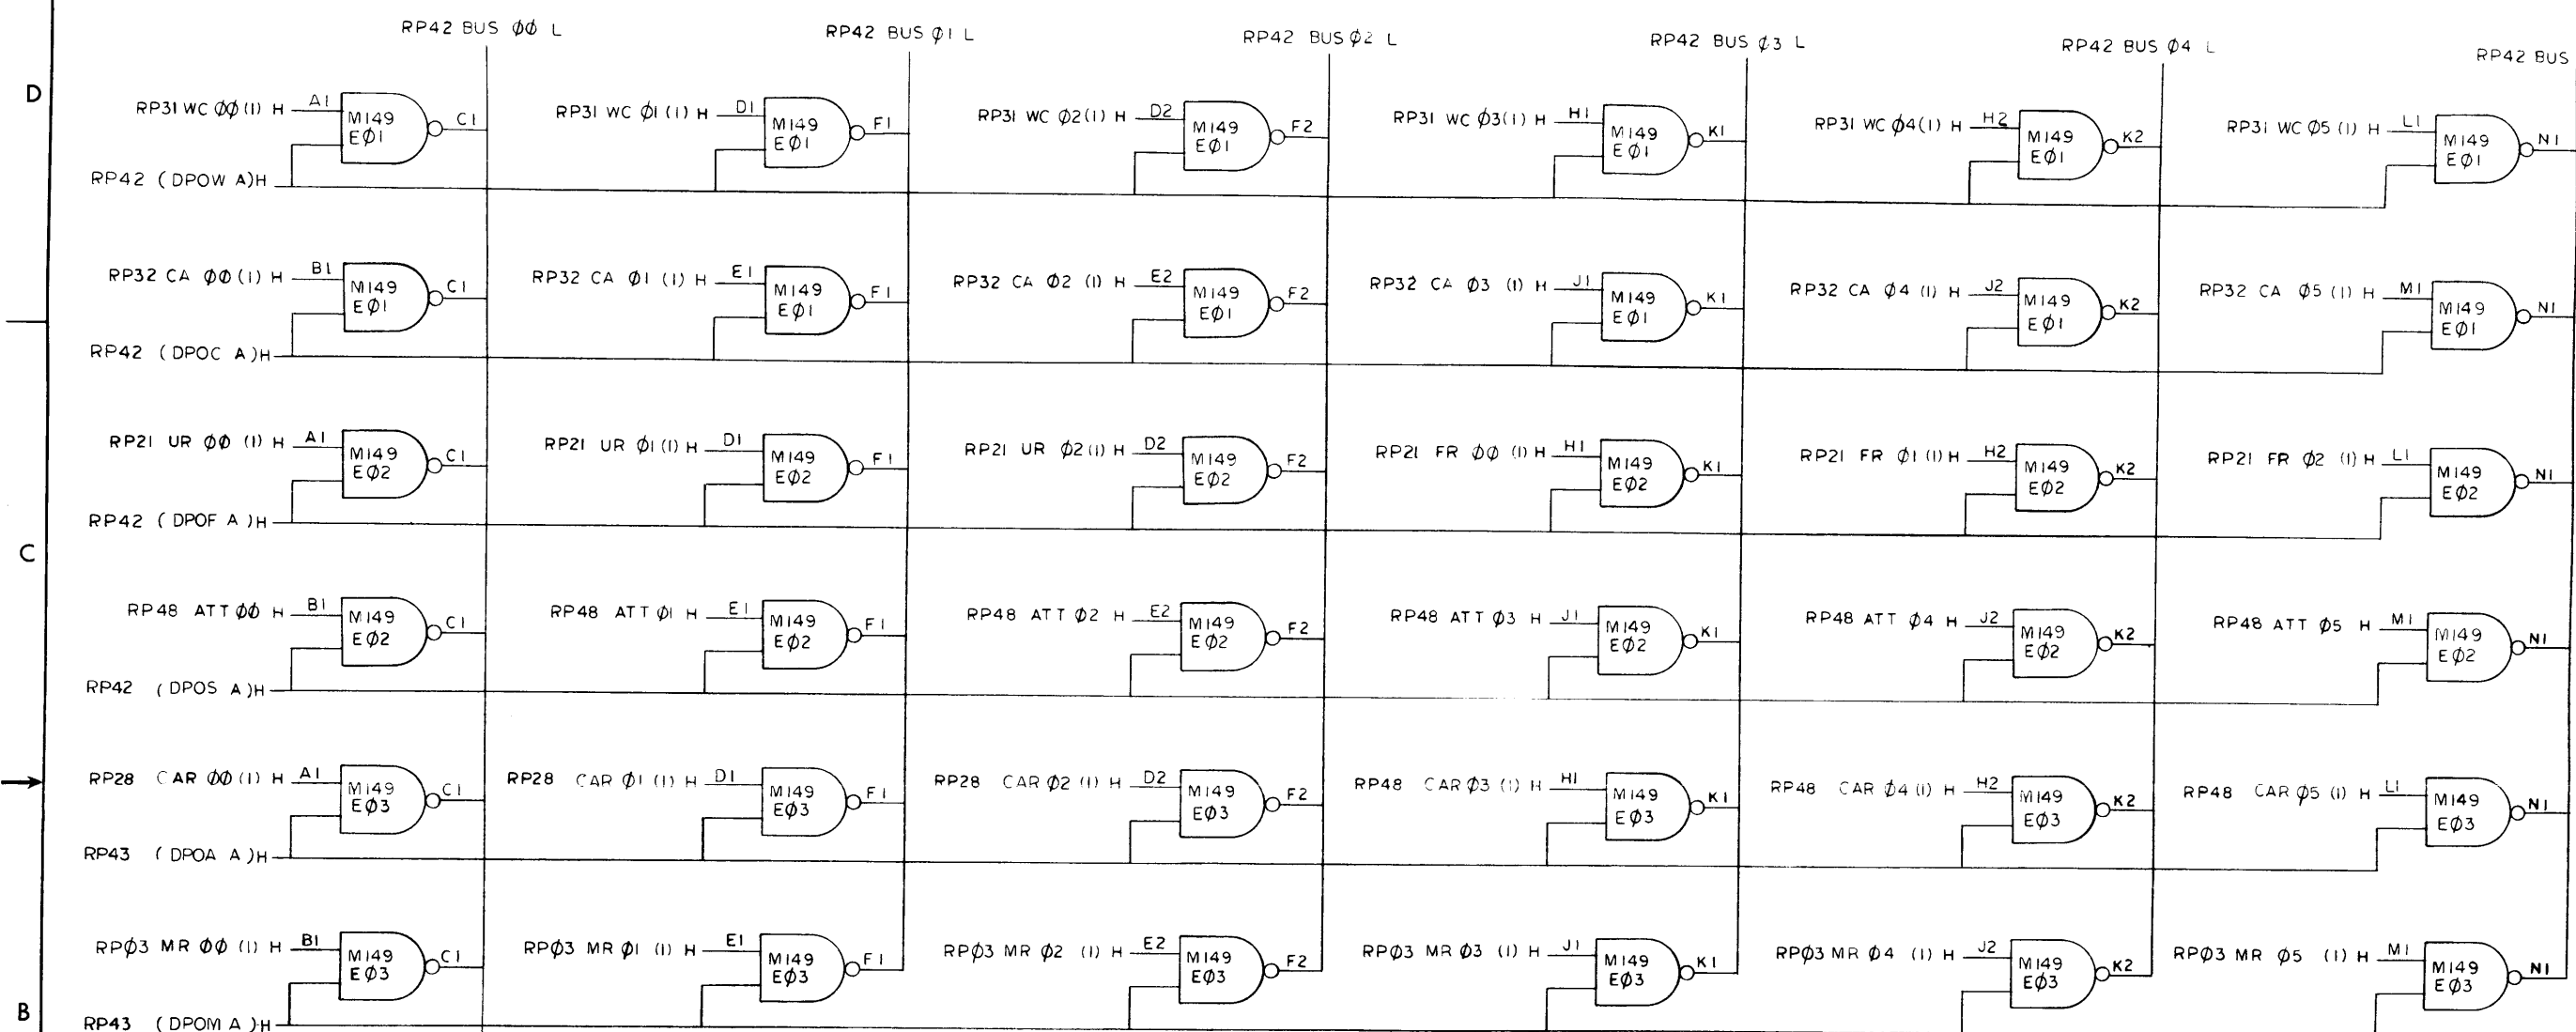 RP42 BUS ØØ L RP42 BUS Ø1 L RP42 BUS Ø2 L RP42 BUS Ø3 L RP42 BUS Ø4 L RP42 BUS
D
RP31 WC ØØ(1) H A1 M149 EØ1 C1 RP31 WC Ø1 (1) H D1 M149 EØ1 F1 RP31 WC Ø2(1) H D2 M149 EØ1 F2 RP31 WC Ø3(1) H H1 M149 EØ1 K1 RP31 WC Ø4(1) H H2 M149 EØ1 K2 RP31 WC Ø5 (1) H L1 M149 EØ1 N1
RP42 (DPOW A)H
RP32 CA ØØ(1) H B1 M149 EØ1 C1 RP32 CA Ø1 (1) H E1 M149 EØ1 F1 RP32 CA Ø2 (1) H E2 M149 EØ1 F2 RP32 CA Ø3 (1) H J1 M149 EØ1 K1 RP32 CA Ø4 (1) H J2 M149 EØ1 K2 RP32 CA Ø5 (1) H M1 M149 EØ1 N1
RP42 (DPOC A)H
RP21 UR ØØ (1) H A1 M149 EØ2 C1 RP21 UR Ø1(1) H D1 M149 EØ2 F1 RP21 UR Ø2(1) H D2 M149 EØ2 F2 RP21 FR ØØ (1) H H1 M149 EØ2 K1 RP21 FR Ø1 (1) H H2 M149 EØ2 K2 RP21 FR Ø2 (1) H L1 M149 EØ2 N1
RP42 (DPOF A)H
C
RP48 ATT ØØ H B1 M149 EØ2 C1 RP48 ATT Ø1 H E1 M149 EØ2 F1 RP48 ATT Ø2 H E2 M149 EØ2 F2 RP48 ATT Ø3 H J1 M149 EØ2 K1 RP48 ATT Ø4 H J2 M149 EØ2 K2 RP48 ATT Ø5 H M1 M149 EØ2 N1
RP42 (DPOS A)H
RP28 CAR ØØ(1) H A1 M149 EØ3 C1 RP28 CAR Ø1 (1) H D1 M149 EØ3 F1 RP28 CAR Ø2 (1) H D2 M149 EØ3 F2 RP48 CAR Ø3 (1) H H1 M149 EØ3 K1 RP48 CAR Ø4 (1) H H2 M149 EØ3 K2 RP48 CAR Ø5 (1) H L1 M149 EØ3 N1
RP43 (DPOA A)H
RPØ3 MR ØØ (1) H B1 M149 EØ3 C1 RPØ3 MR Ø1 (1) H E1 M149 EØ3 F1 RPØ3 MR Ø2 (1) H E2 M149 EØ3 F2 RPØ3 MR Ø3 (1) H J1 M149 EØ3 K1 RPØ3 MR Ø4 (1) H J2 M149 EØ3 K2 RPØ3 MR Ø5 (1) H M1 M149 EØ3 N1
B
RP43 (DPOM A)H